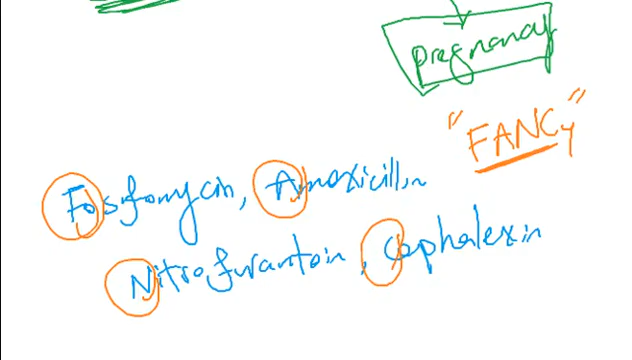 pregnancy
"FANCy"
Fosfomycin, Amoxicillin
Nitrofurantoin, Cephalexin